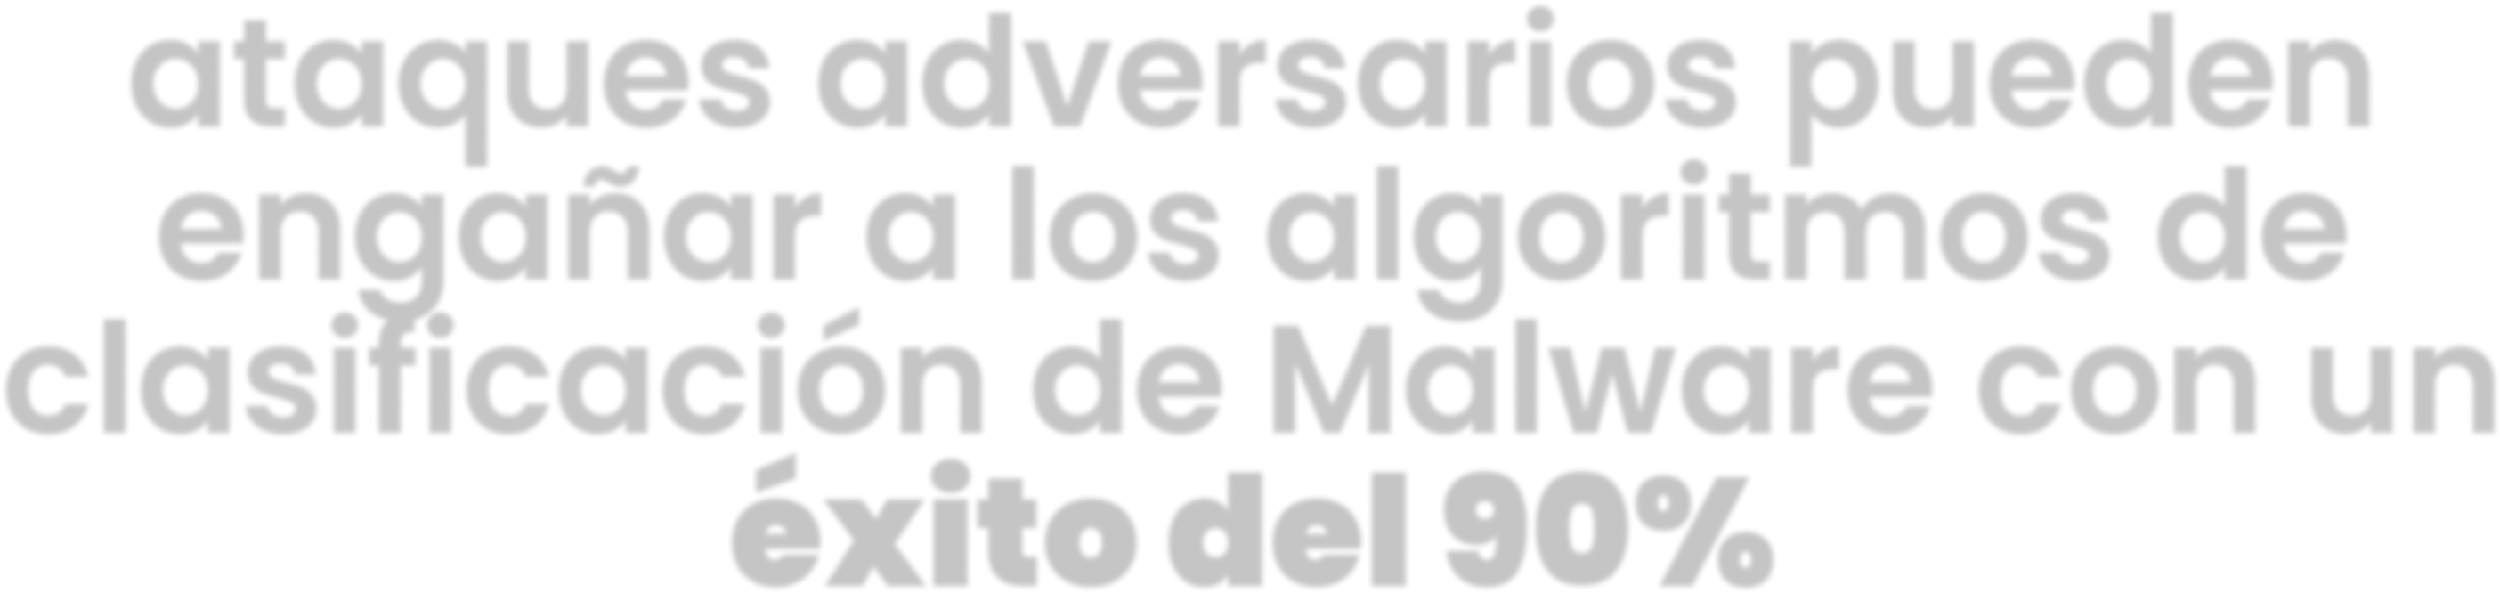 ataques adversarios pueden
engañar a los algoritmos de
clasificación de Malware con un
éxito del 90%